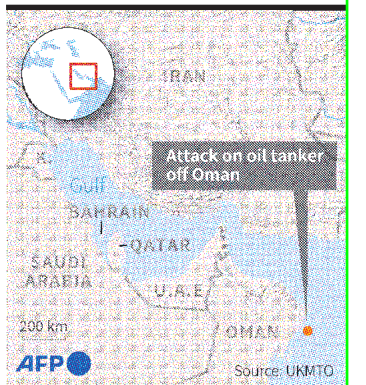 IRAN
Attack on oil tanker
off Oman
K.
Gulf
BAHRAIN
QATAR
SAUDI
ARABIA
U.A.E
200 km
OMAN
AFP
Source: UKMTO